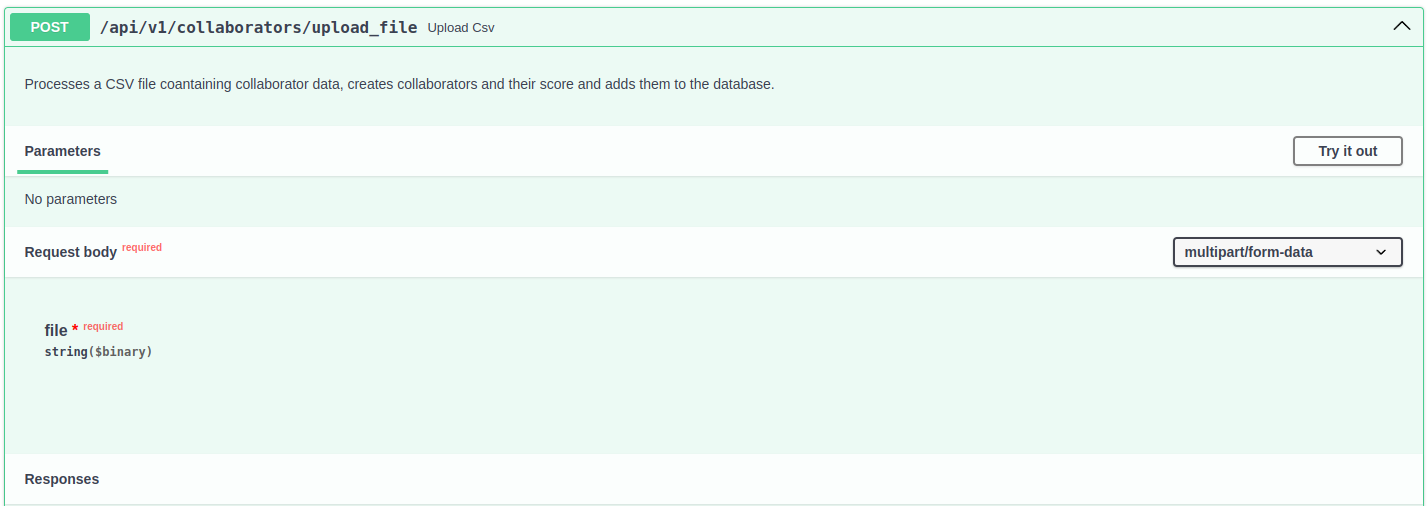 POST /api/v1/collaborators/upload_file Upload Csv
Processes a CSV file coantaining collaborator data, creates collaborators and their score and adds them to the database.
Parameters Try it out
No parameters
Request body required multipart/form-data
file * required
string($binary)
Responses